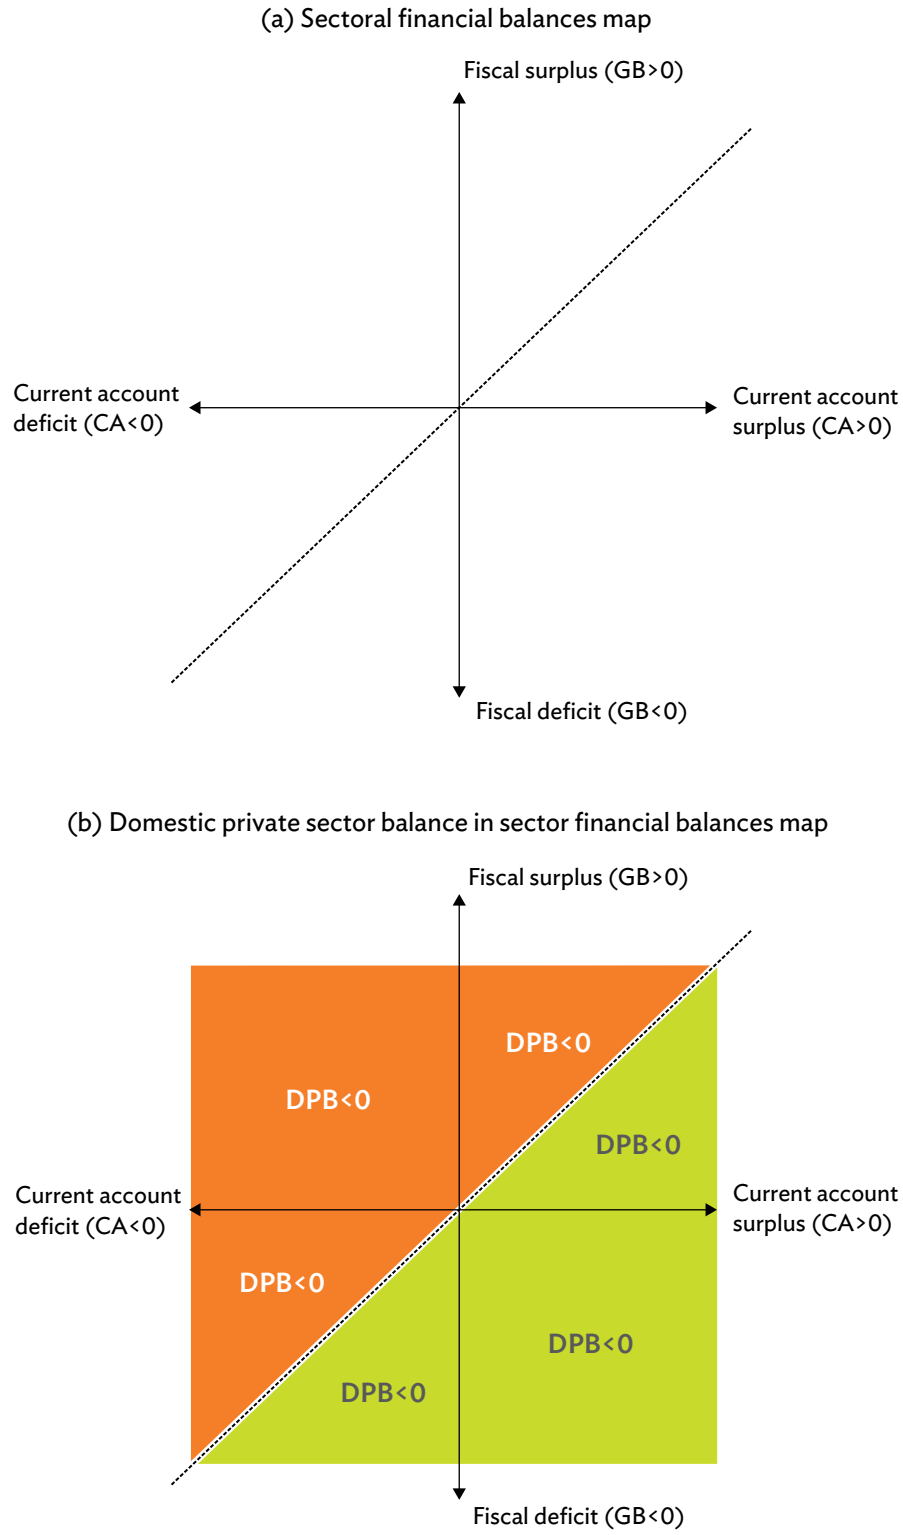 (a) Sectoral financial balances map
Fiscal surplus (GB>0)
Current account
deficit (CA<0)
Current account
surplus (CA>0)
Fiscal deficit (GB<0)
(b) Domestic private sector balance in sector financial balances map
Fiscal surplus (GB>0)
DPB<0
DPB<0
DPB<0
Current account
deficit (CA<0)
Current account
surplus (CA>0)
DPB<0
DPB<0
DPB<0
Fiscal deficit (GB<0)